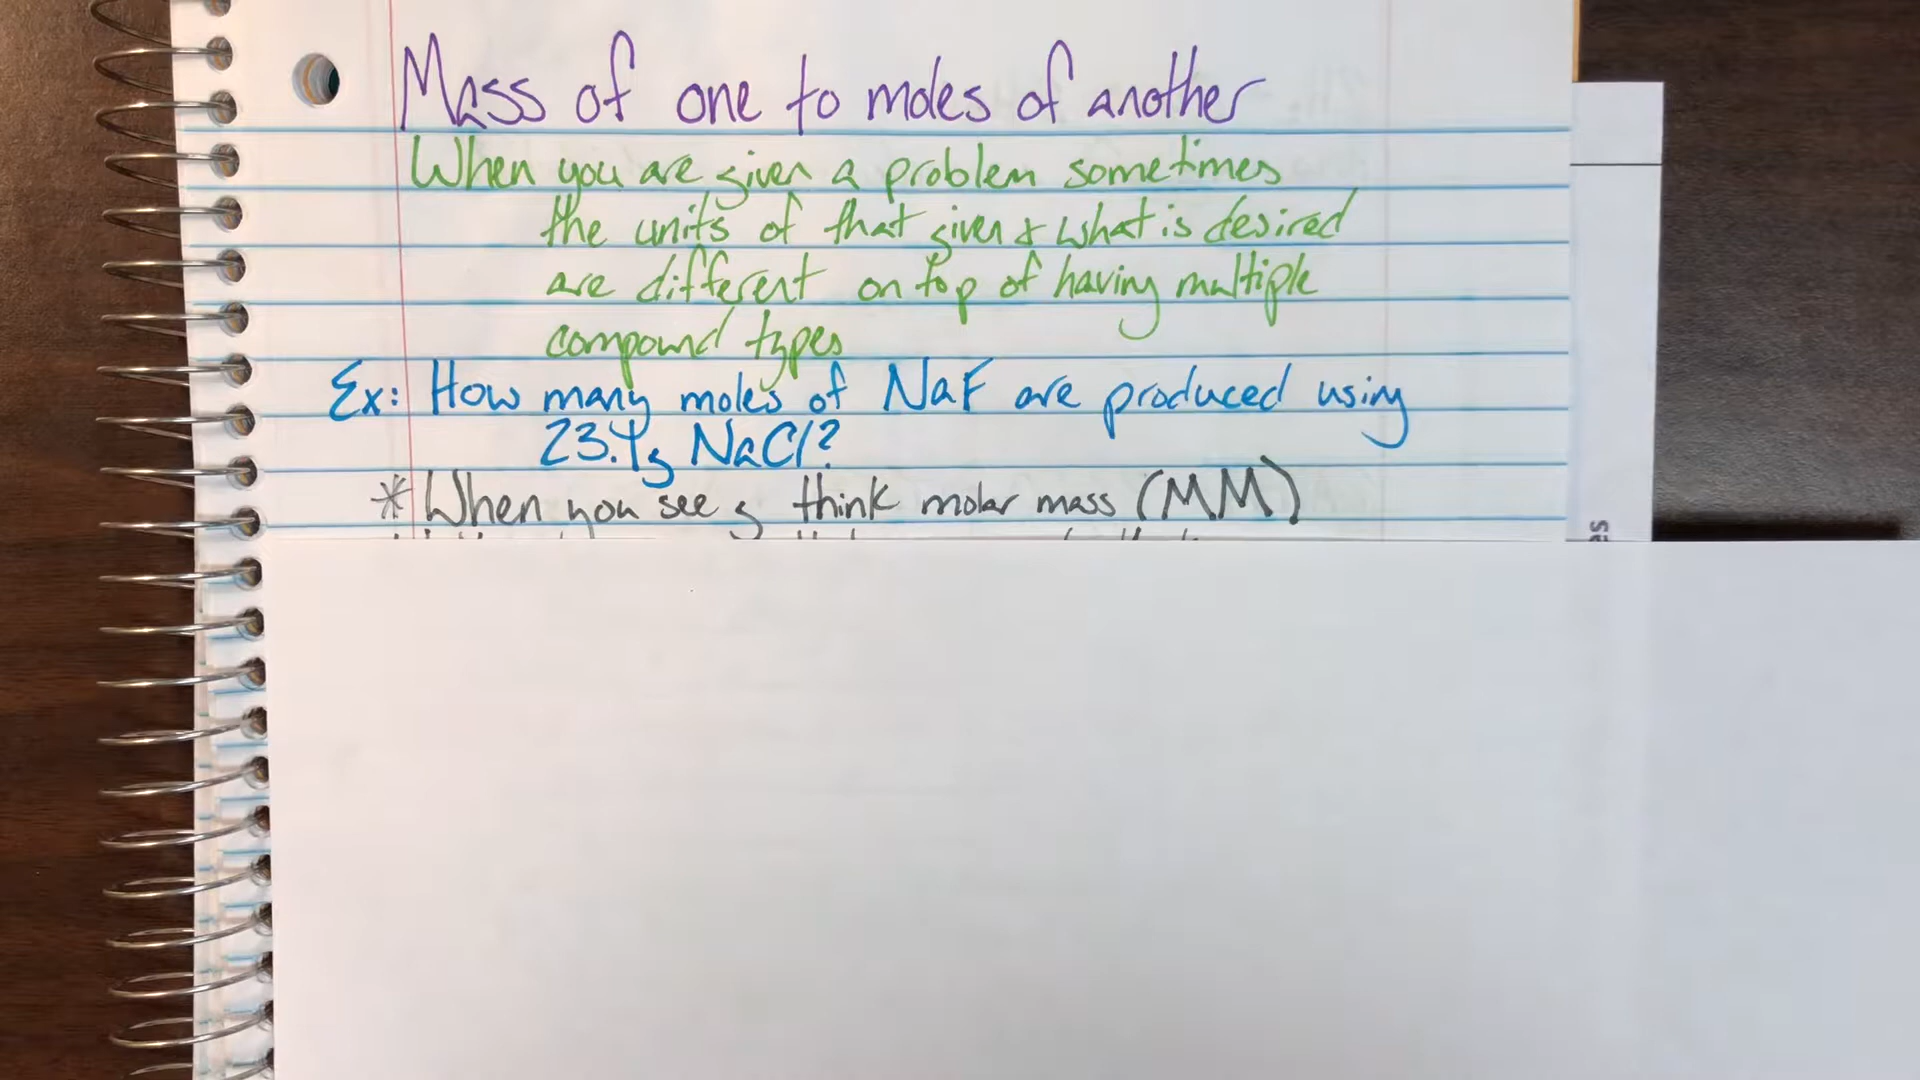 Mass of one to moles of another
When you are given a problem sometimes
the units of that given & what is desired
are different on top of having multiple
compound types
Ex: How many moles of NaF are produced using
23.4g NaCl?
* When you see g think molar mass (MM)